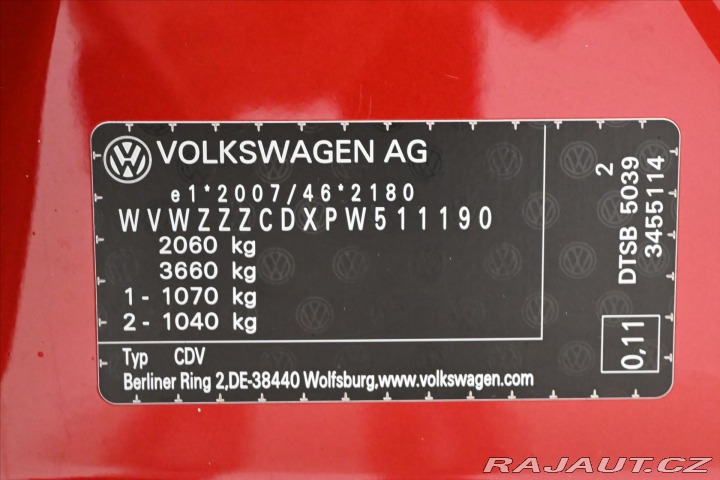 VOLKSWAGEN AG
e1*2007/46*2180
WVWZZZCDXPW511190
2060 kg
3660 kg
1 - 1070 kg
2 - 1040 kg
Typ CDV
Berliner Ring 2,DE-38440 Wolfsburg,www.volkswagen.com
2
DTSB 5039
3455114
0,11
RAJAUT.CZ